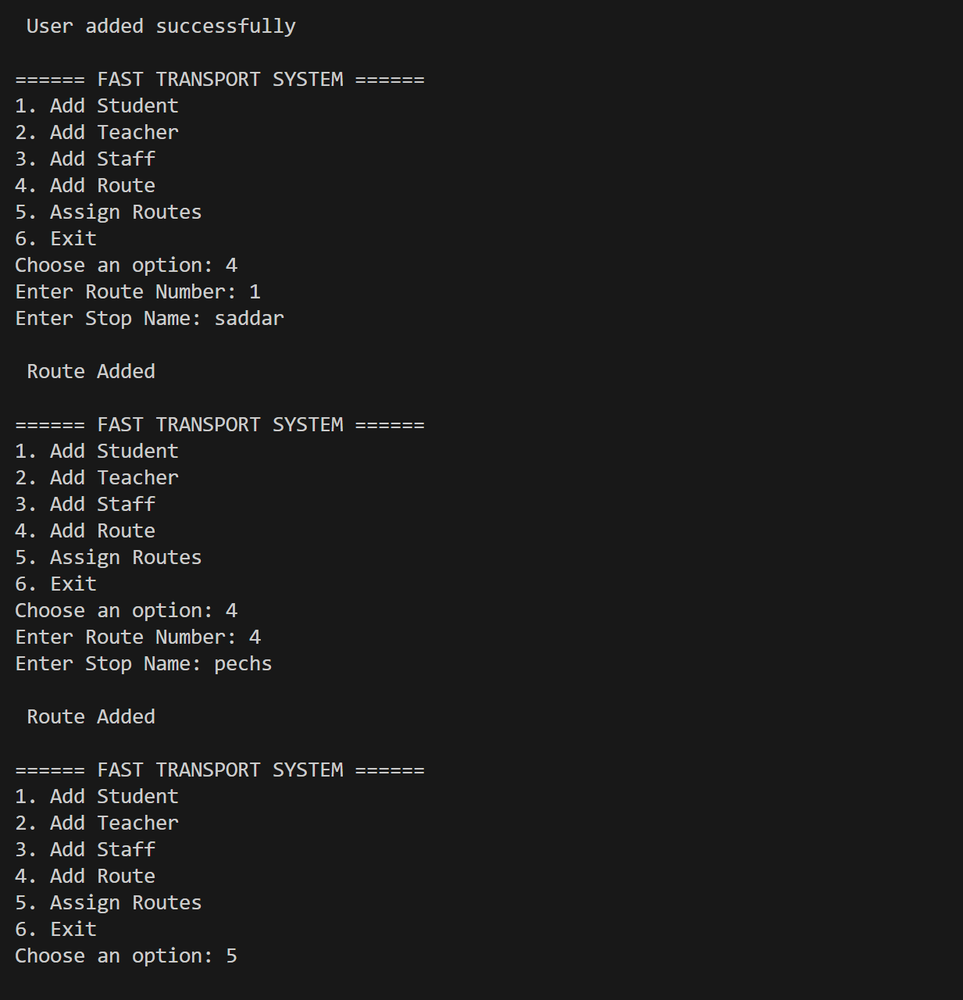 User added successfully
====== FAST TRANSPORT SYSTEM ======
1. Add Student
2. Add Teacher
3. Add Staff
4. Add Route
5. Assign Routes
6. Exit
Choose an option: 4
Enter Route Number: 1
Enter Stop Name: saddar
Route Added
====== FAST TRANSPORT SYSTEM ======
1. Add Student
2. Add Teacher
3. Add Staff
4. Add Route
5. Assign Routes
6. Exit
Choose an option: 4
Enter Route Number: 4
Enter Stop Name: pechs
Route Added
====== FAST TRANSPORT SYSTEM ======
1. Add Student
2. Add Teacher
3. Add Staff
4. Add Route
5. Assign Routes
6. Exit
Choose an option: 5